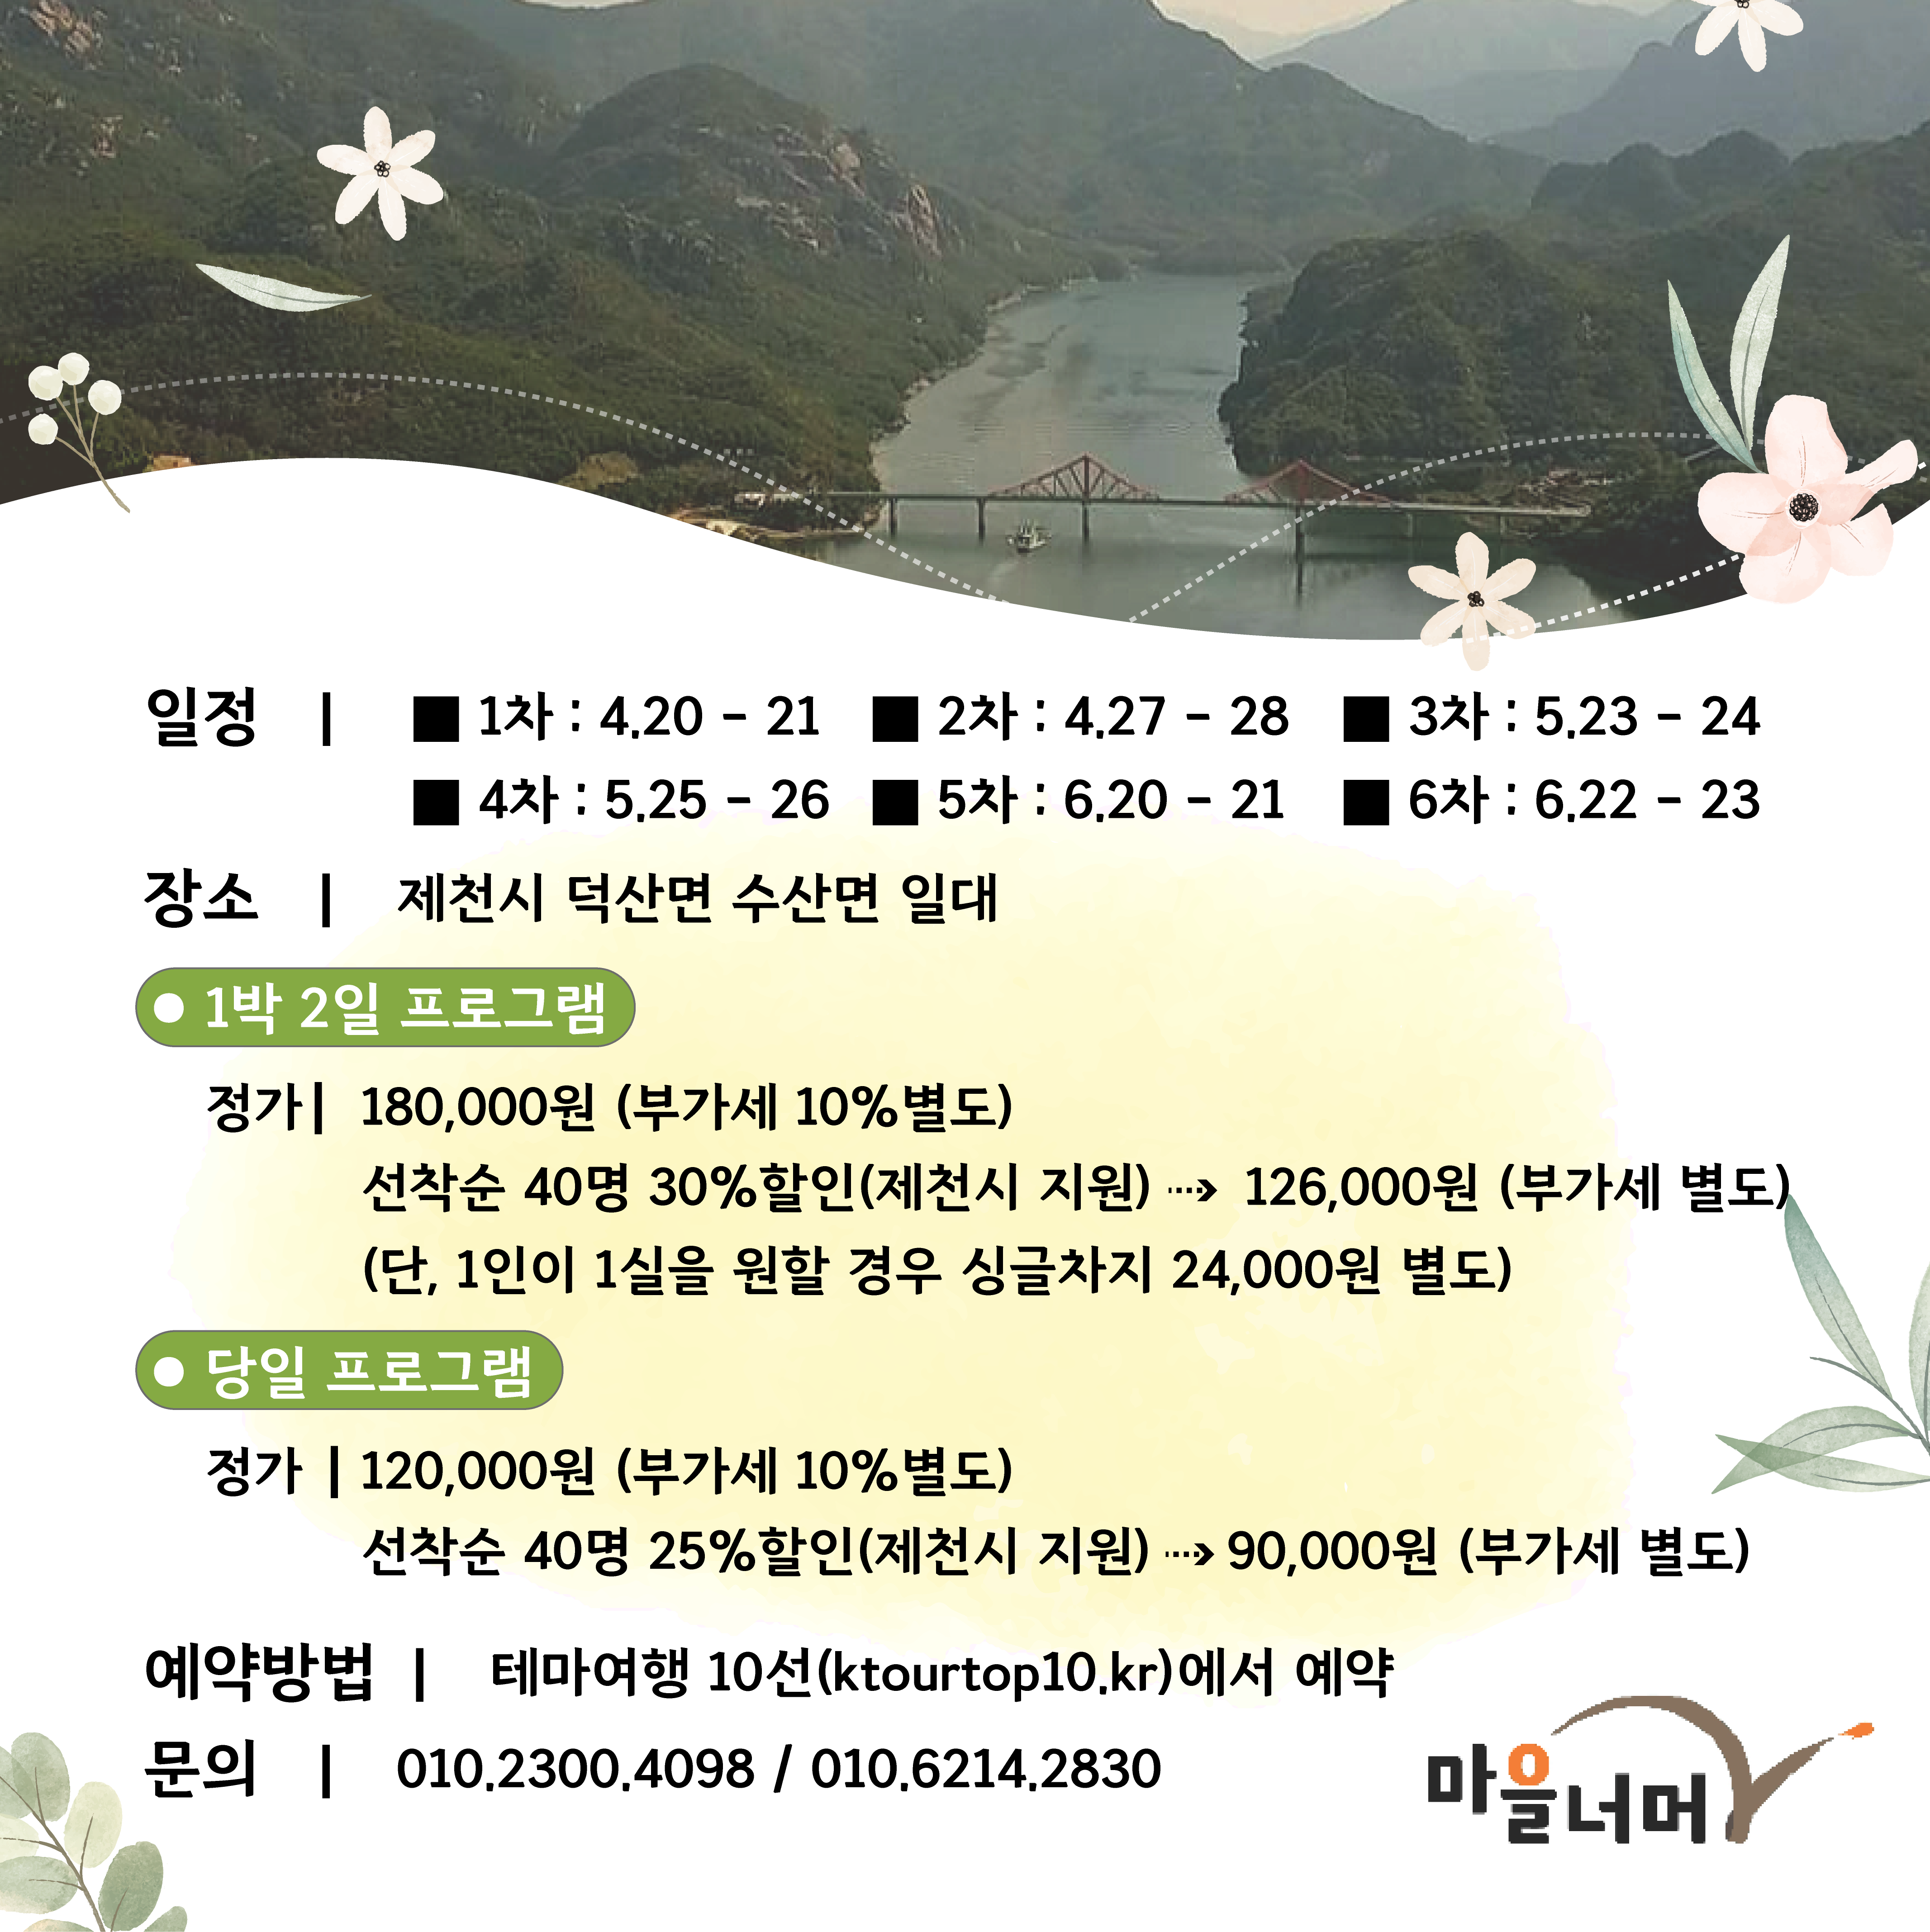 일정 | ■ 1차 : 4.20 - 21 ■ 2차 : 4.27 - 28 ■ 3차 : 5.23 - 24
■ 4차 : 5.25 - 26 ■ 5차 : 6.20 - 21 ■ 6차 : 6.22 - 23
장소 | 제천시 덕산면 수산면 일대
● 1박 2일 프로그램
정가| 180,000원 (부가세 10%별도)
선착순 40명 30%할인(제천시 지원) ⇢ 126,000원 (부가세 별도)
(단, 1인이 1실을 원할 경우 싱글차지 24,000원 별도)
● 당일 프로그램
정가 | 120,000원 (부가세 10%별도)
선착순 40명 25%할인(제천시 지원) ⇢ 90,000원 (부가세 별도)
예약방법 | 테마여행 10선(ktourtop10.kr)에서 예약
문의 | 010.2300.4098 / 010.6214.2830
마을너머